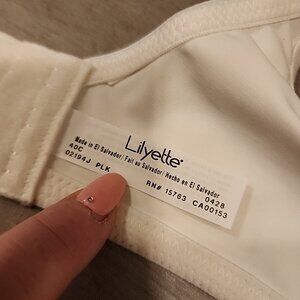 Lilyette®
Made in El Salvador/Fait au Salvador/Hecho en El Salvador
40C 0428
02194J PLK RN# 15763 CA00153